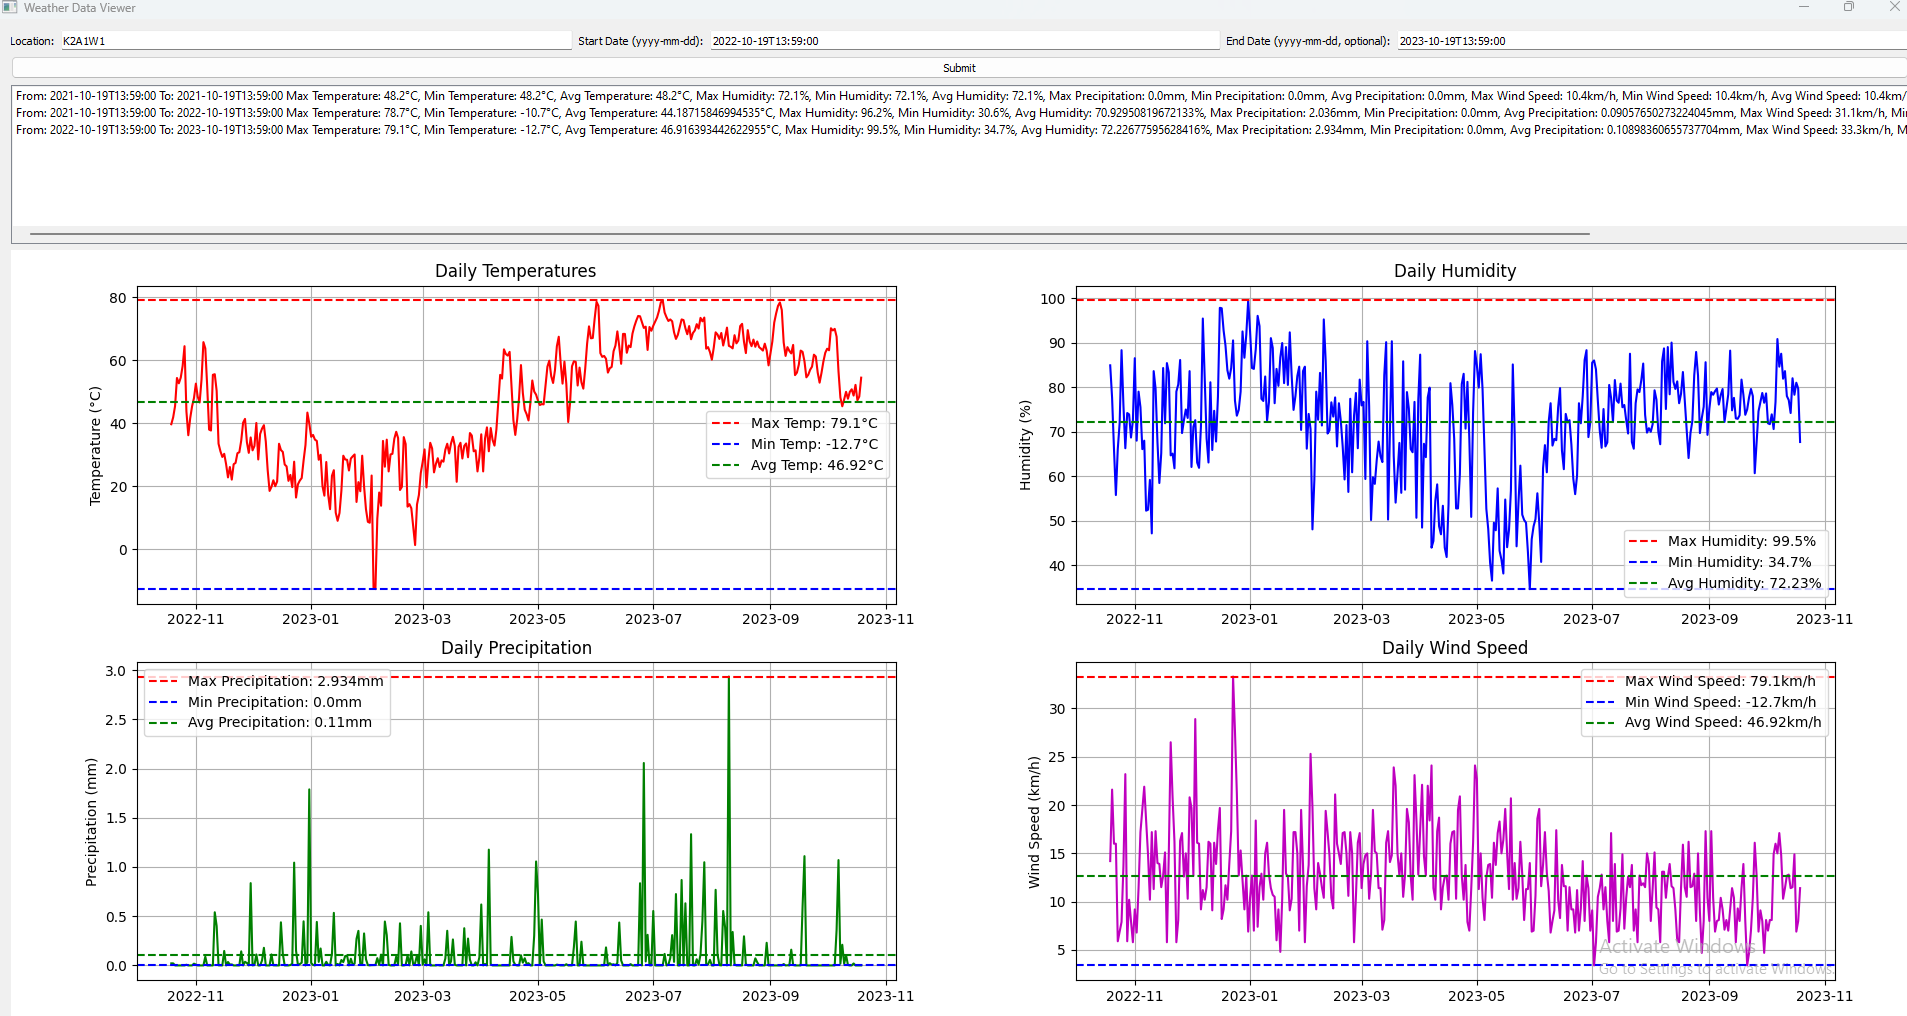 Weather Data Viewer
Location: K2A1W1 Start Date (yyyy-mm-dd): 2022-10-19T13:59:00 End Date (yyyy-mm-dd, optional): 2023-10-19T13:59:00
Submit
From: 2021-10-19T13:59:00 To: 2021-10-19T13:59:00 Max Temperature: 48.2°C, Min Temperature: 48.2°C, Avg Temperature: 48.2°C, Max Humidity: 72.1%, Min Humidity: 72.1%, Avg Humidity: 72.1%, Max Precipitation: 0.0mm, Min Precipitation: 0.0mm, Avg Precipitation: 0.0mm, Max Wind Speed: 10.4km/h, Min Wind Speed: 10.4km/h, Avg Wind Speed: 10.4km/
From: 2021-10-19T13:59:00 To: 2022-10-19T13:59:00 Max Temperature: 78.7°C, Min Temperature: -10.7°C, Avg Temperature: 44.18715846994535°C, Max Humidity: 96.2%, Min Humidity: 30.6%, Avg Humidity: 70.92950819672133%, Max Precipitation: 2.036mm, Min Precipitation: 0.0mm, Avg Precipitation: 0.09057650273224045mm, Max Wind Speed: 31.1km/h, Mi
From: 2022-10-19T13:59:00 To: 2023-10-19T13:59:00 Max Temperature: 79.1°C, Min Temperature: -12.7°C, Avg Temperature: 46.916393442622955°C, Max Humidity: 99.5%, Min Humidity: 34.7%, Avg Humidity: 72.22677595628416%, Max Precipitation: 2.934mm, Min Precipitation: 0.0mm, Avg Precipitation: 0.10898360655737704mm, Max Wind Speed: 33.3km/h, M
Daily Temperatures
80
60
40
20
0
Temperature (°C)
Max Temp: 79.1°C
Min Temp: -12.7°C
Avg Temp: 46.92°C
2022-11 2023-01 2023-03 2023-05 2023-07 2023-09 2023-11
Daily Humidity
100
90
80
70
60
50
40
Humidity (%)
Max Humidity: 99.5%
Min Humidity: 34.7%
Avg Humidity: 72.23%
2022-11 2023-01 2023-03 2023-05 2023-07 2023-09 2023-11
Daily Precipitation
3.0
2.5
2.0
1.5
1.0
0.5
0.0
Precipitation (mm)
Max Precipitation: 2.934mm
Min Precipitation: 0.0mm
Avg Precipitation: 0.11mm
2022-11 2023-01 2023-03 2023-05 2023-07 2023-09 2023-11
Daily Wind Speed
30
25
20
15
10
5
Wind Speed (km/h)
Max Wind Speed: 79.1km/h
Min Wind Speed: -12.7km/h
Avg Wind Speed: 46.92km/h
2022-11 2023-01 2023-03 2023-05 2023-07 2023-09 2023-11
Activate Windows
Go to Settings to activate Windows.